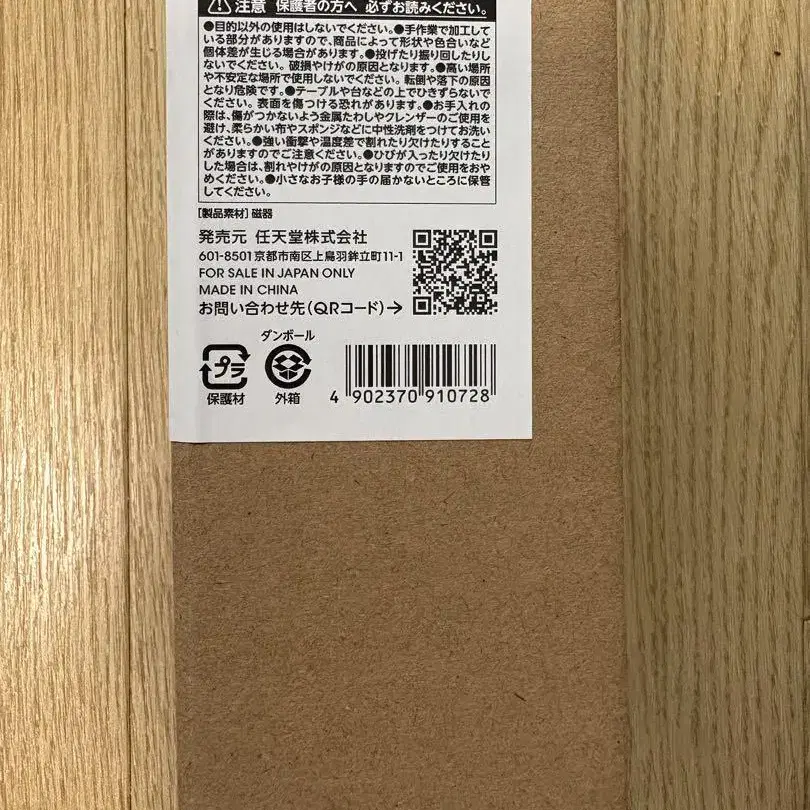 注意 保護者の方へ 必ずお読みください。
●目的以外の使用はしないでください。●手作業で加工して
いる部分がありますので、商品によって形状や色合いなど
個体差が生じる場合があります。●投げたり振り回したりし
ないでください。破損やけがの原因となります。●高い場所
や不安定な場所で使用しないでください。転倒や落下の原因
となり危険です。●テーブルや台などの上でひきずらないで
ください。表面を傷つける恐れがあります。●お手入れの
際は、傷がつかないよう金属たわしやクレンザーのご使用を
避け、柔らかい布やスポンジなどに中性洗剤をつけてお洗い
ください。●強い衝撃や温度差で割れたり欠けたりすること
がありますのでご注意ください。●ひびが入ったり欠けたり
した場合は、割れやけがの原因となりますのでご使用をおや
めください。●小さなお子様の手の届かないところに保管
してください。
[製品素材] 磁器
発売元 任天堂株式会社
601-8501 京都市南区上鳥羽鉾立町11-1
FOR SALE IN JAPAN ONLY
MADE IN CHINA
お問い合わせ先(QRコード)→
ダンボール
プラ
保護材
外箱
4 902370 910728